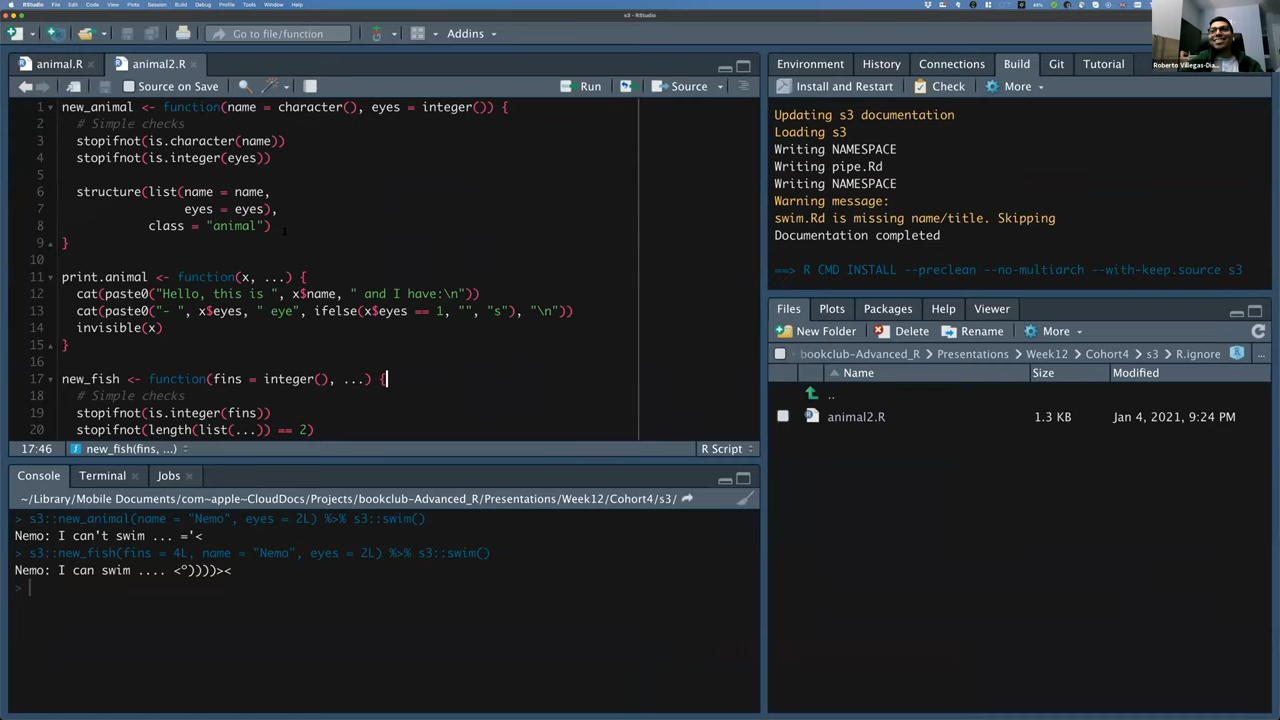 RStudio File Edit Code View Plots Session Build Debug Profile Tools Window Help
s3 - RStudio
Go to file/function Addins
Roberto Villegas-Dia...
animal.R animal2.R
Source on Save Run Source
1 new_animal <- function(name = character(), eyes = integer()) {
2 # Simple checks
3 stopifnot(is.character(name))
4 stopifnot(is.integer(eyes))
5
6 structure(list(name = name,
7 eyes = eyes),
8 class = "animal")
9 }
10
11 print.animal <- function(x, ...) {
12 cat(paste0("Hello, this is ", x$name, " and I have:\n"))
13 cat(paste0("- ", x$eyes, " eye", ifelse(x$eyes == 1, "", "s"), "\n"))
14 invisible(x)
15 }
16
17 new_fish <- function(fins = integer(), ...) {
18 # Simple checks
19 stopifnot(is.integer(fins))
20 stopifnot(length(list(...)) == 2)
17:46 new_fish(fins, ...) R Script
Console Terminal Jobs
~/Library/Mobile Documents/com~apple~CloudDocs/Projects/bookclub-Advanced_R/Presentations/Week12/Cohort4/s3/
> s3::new_animal(name = "Nemo", eyes = 2L) %>% s3::swim()
Nemo: I can't swim ... ='<
> s3::new_fish(fins = 4L, name = "Nemo", eyes = 2L) %>% s3::swim()
Nemo: I can swim .... <°))))><
>
Environment History Connections Build Git Tutorial
Install and Restart Check More
Updating s3 documentation
Loading s3
Writing NAMESPACE
Writing pipe.Rd
Writing NAMESPACE
Warning message:
swim.Rd is missing name/title. Skipping
Documentation completed
==> R CMD INSTALL --preclean --no-multiarch --with-keep.source s3
Files Plots Packages Help Viewer
New Folder Delete Rename More
bookclub-Advanced_R Presentations Week12 Cohort4 s3 R.ignore ...
Name Size Modified
..
animal2.R 1.3 KB Jan 4, 2021, 9:24 PM